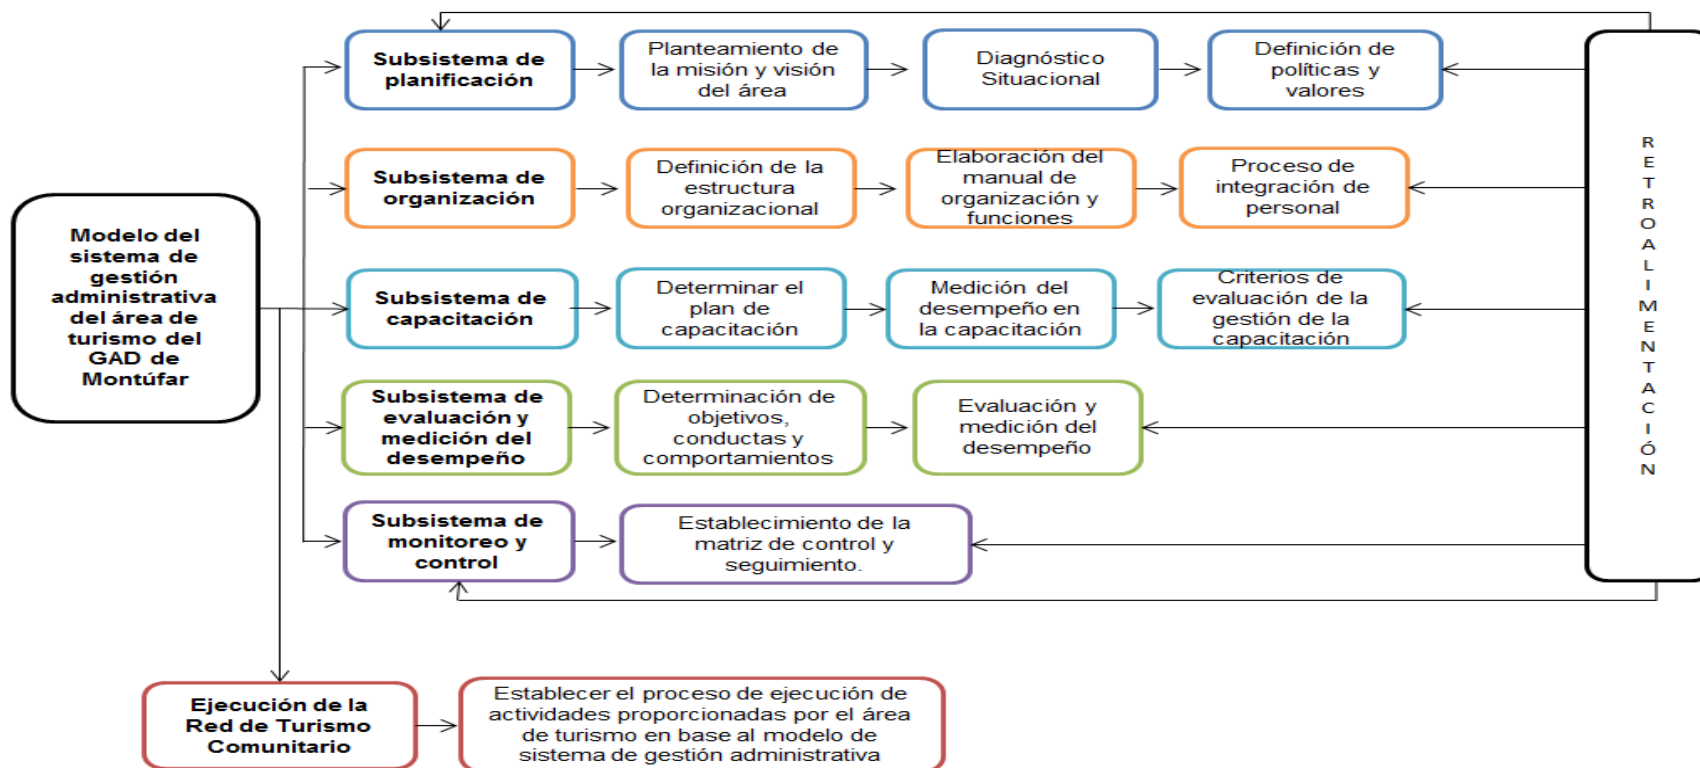 Modelo del
sistema de
gestión
administrativa
del área de
turismo del
GAD de
Montúfar
Subsistema de
planificación
Planteamiento de
la misión y visión
del área
Diagnóstico
Situacional
Definición de
políticas y
valores
Subsistema de
organización
Definición de la
estructura
organizacional
Elaboración del
manual de
organización y
funciones
Proceso de
integración de
personal
Subsistema de
capacitación
Determinar el
plan de
capacitación
Medición del
desempeño en
la capacitación
Criterios de
evaluación de la
gestión de la
capacitación
Subsistema de
evaluación y
medición del
desempeño
Determinación de
objetivos,
conductas y
comportamientos
Evaluación y
medición del
desempeño
Subsistema de
monitoreo y
control
Establecimiento de la
matriz de control y
seguimiento.
RETROALIMENTACIÓN
Ejecución de la
Red de Turismo
Comunitario
Establecer el proceso de ejecución de
actividades proporcionadas por el área
de turismo en base al modelo de
sistema de gestión administrativa